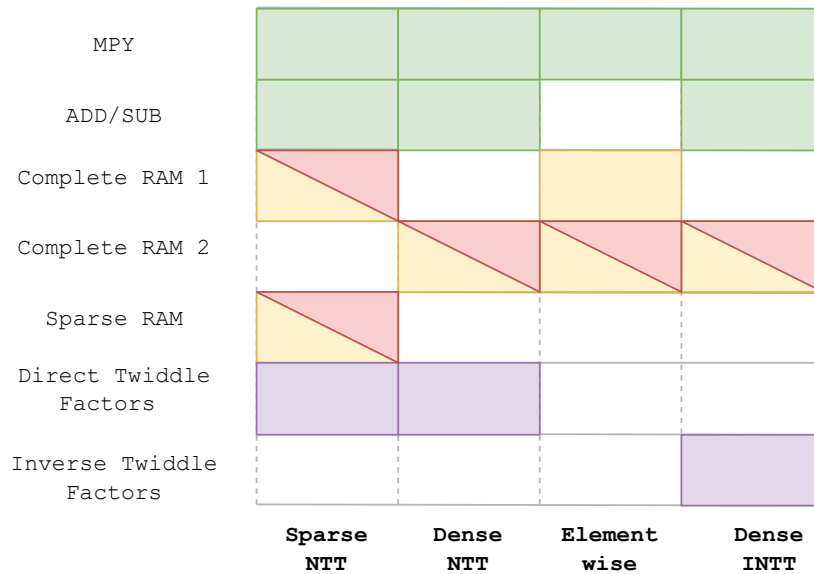 MPY
ADD/SUB
Complete RAM 1
Complete RAM 2
Sparse RAM
Direct Twiddle
Factors
Inverse Twiddle
Factors
Sparse Dense Element Dense
NTT NTT wise INTT